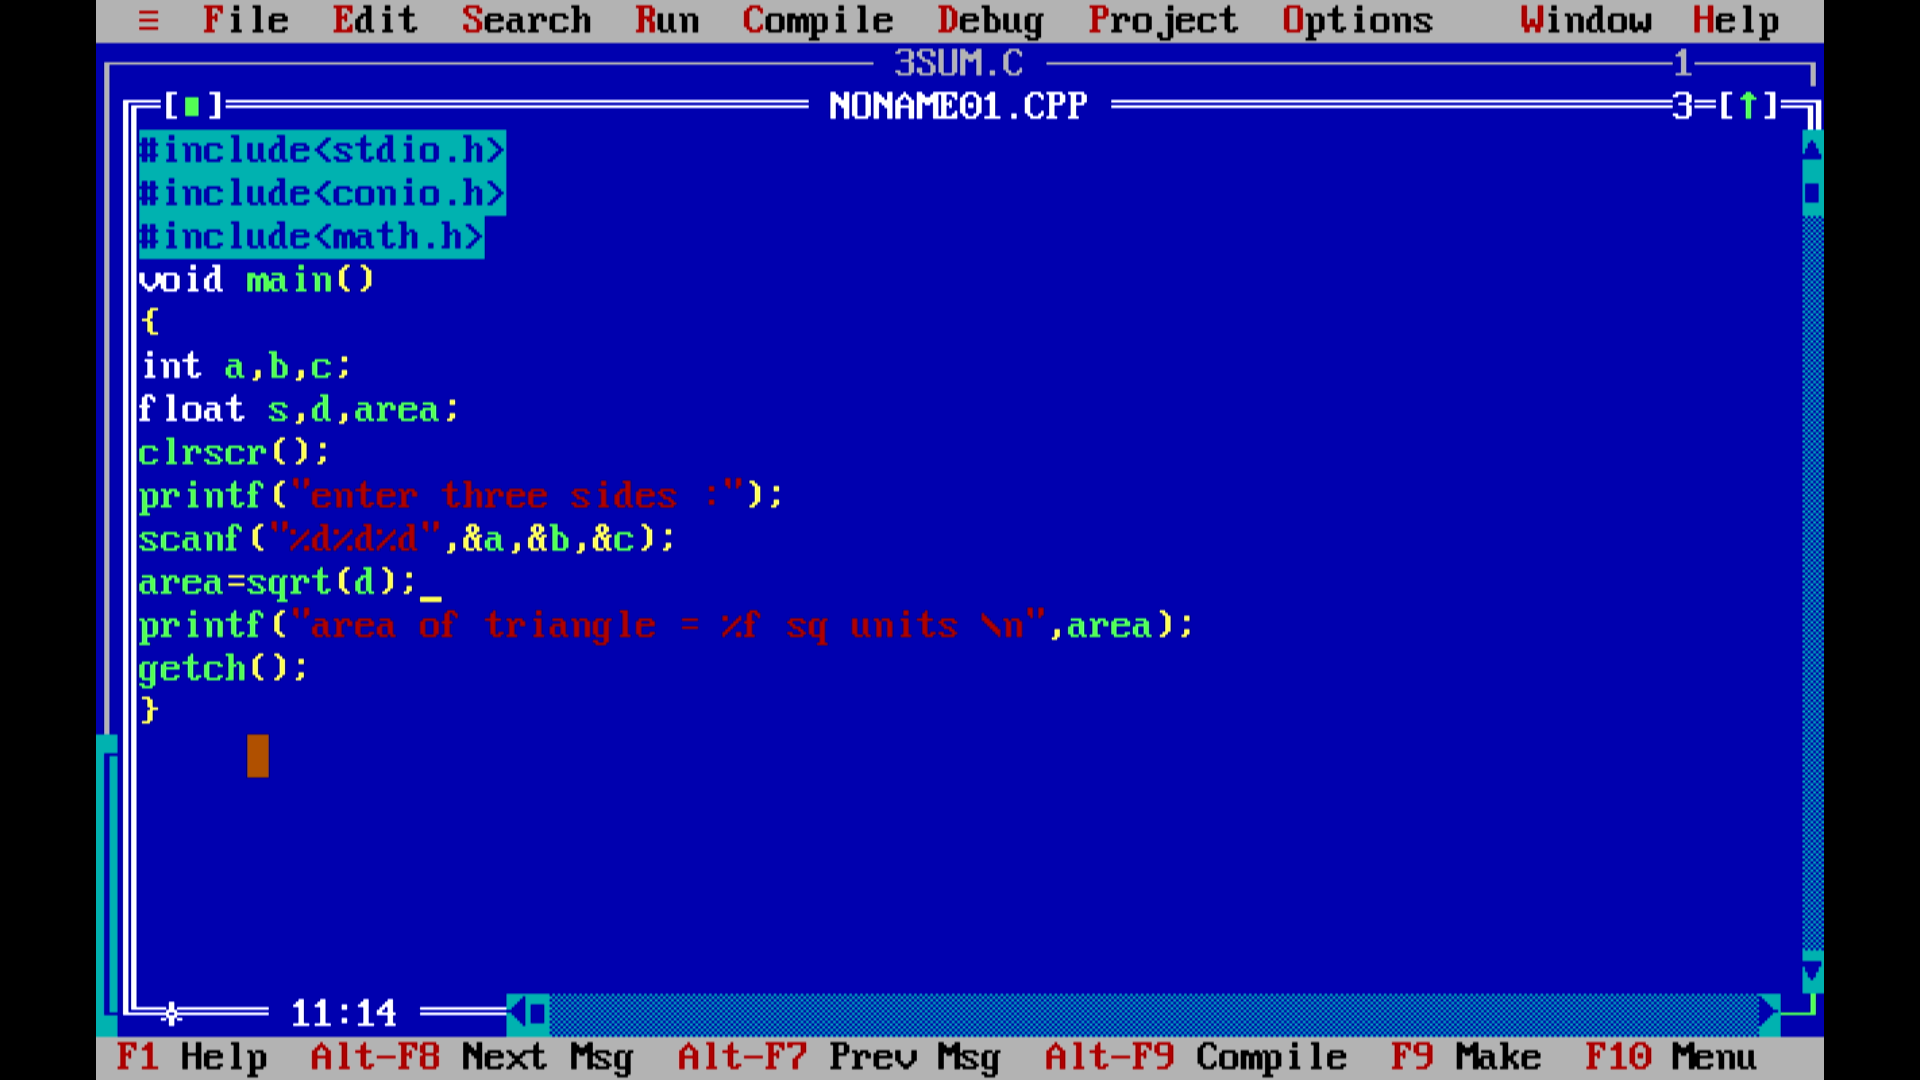 ≡ File Edit Search Run Compile Debug Project Options Window Help
3SUM.C 1
[■] NONAME01.CPP 3=[↑]
#include<stdio.h>
#include<conio.h>
#include<math.h>
void main()
{
int a,b,c;
float s,d,area;
clrscr();
printf("enter three sides :");
scanf("%d%d%d",&a,&b,&c);
area=sqrt(d);_
printf("area of triangle = %f sq units \n",area);
getch();
}
11:14
F1 Help Alt-F8 Next Msg Alt-F7 Prev Msg Alt-F9 Compile F9 Make F10 Menu